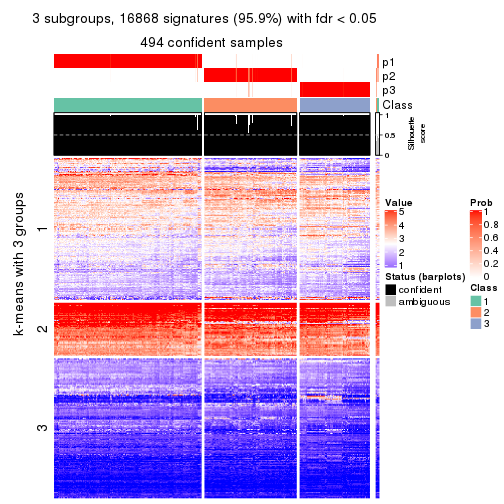 3 subgroups, 16868 signatures (95.9%) with fdr < 0.05
494 confident samples
p1
p2
p3
Class
1
0.5
0
Silhouette
score
k-means with 3 groups
1
2
3
Value
5
4
3
2
1
Status (barplots)
confident
ambiguous
Prob
1
0.8
0.6
0.4
0.2
0
Class
1
2
3